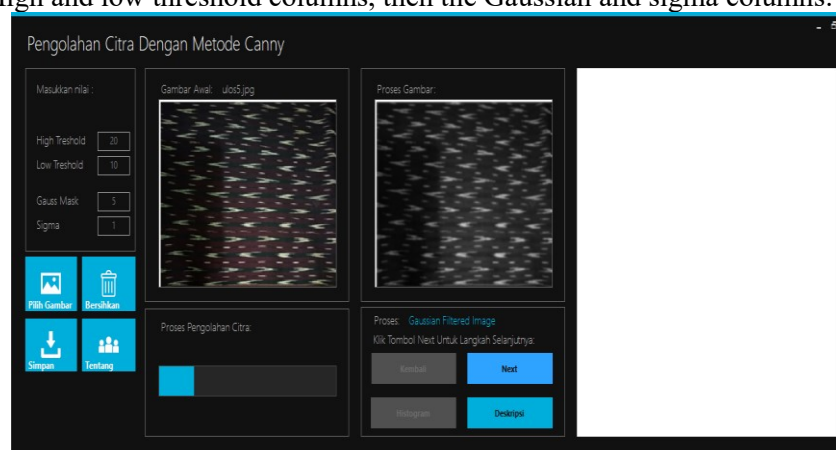 high and low threshold columns, then the Gaussian and sigma columns.
Pengolahan Citra Dengan Metode Canny
Masukkan nilai :
High Treshold 20
Low Treshold 10
Gauss Mask 5
Sigma 1
Pilih Gambar
Bersihkan
Simpan
Tentang
Gambar Awal: ulos5.jpg
Proses Pengolahan Citra:
Proses Gambar:
Proses: Gaussian Filtered Image
Klik Tombol Next Untuk Langkah Selanjutnya:
Kembali
Next
Histogram
Deskripsi